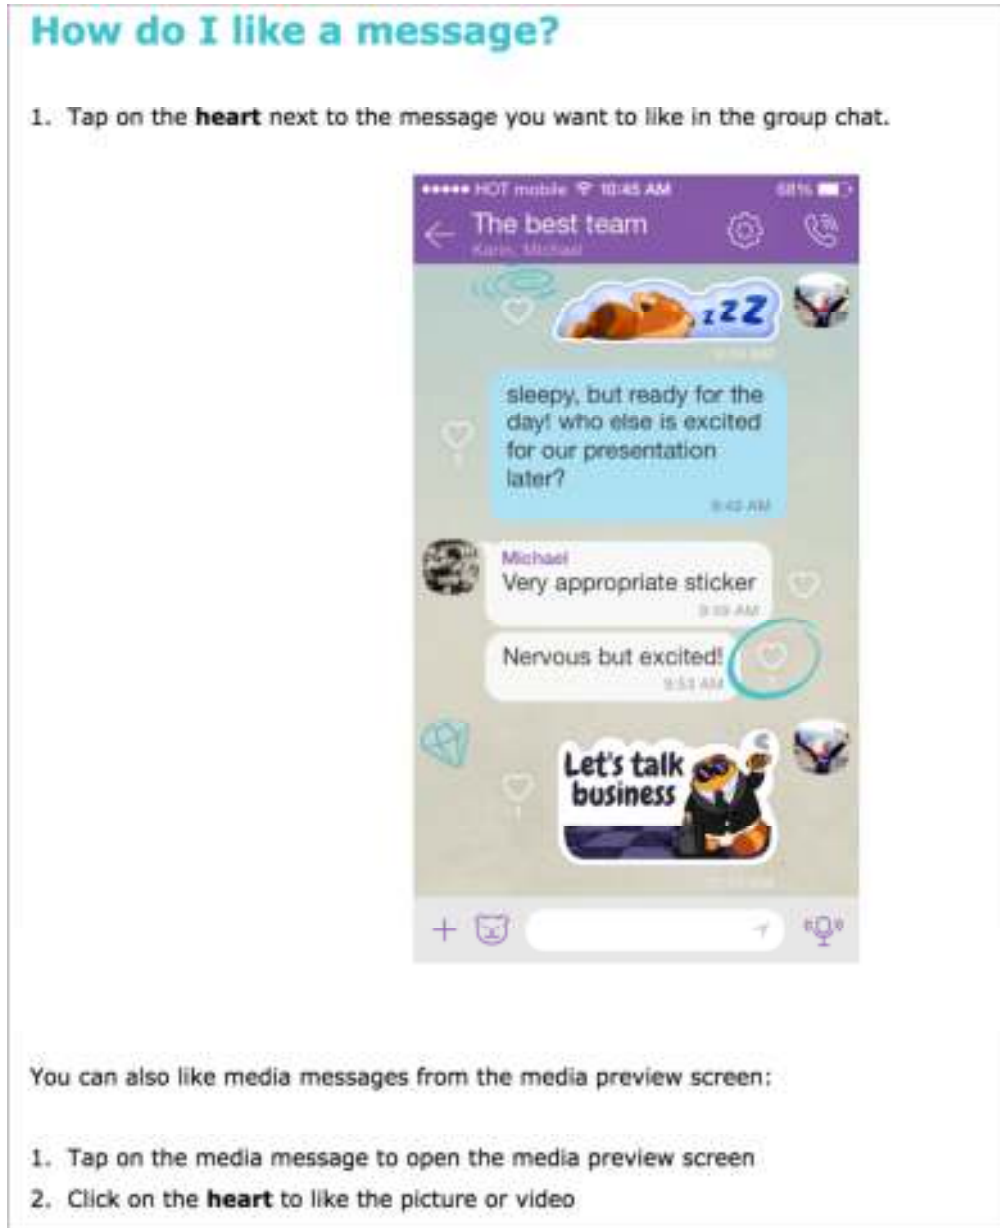 How do I like a message?
1. Tap on the heart next to the message you want to like in the group chat.
HOT mobile 10:45 AM 68%
The best team
Karin, Michael
zzZ
sleepy, but ready for the
day! who else is excited
for our presentation
later?
Michael
Very appropriate sticker
Nervous but excited!
9:53 AM
Let's talk
business
You can also like media messages from the media preview screen:
1. Tap on the media message to open the media preview screen
2. Click on the heart to like the picture or video